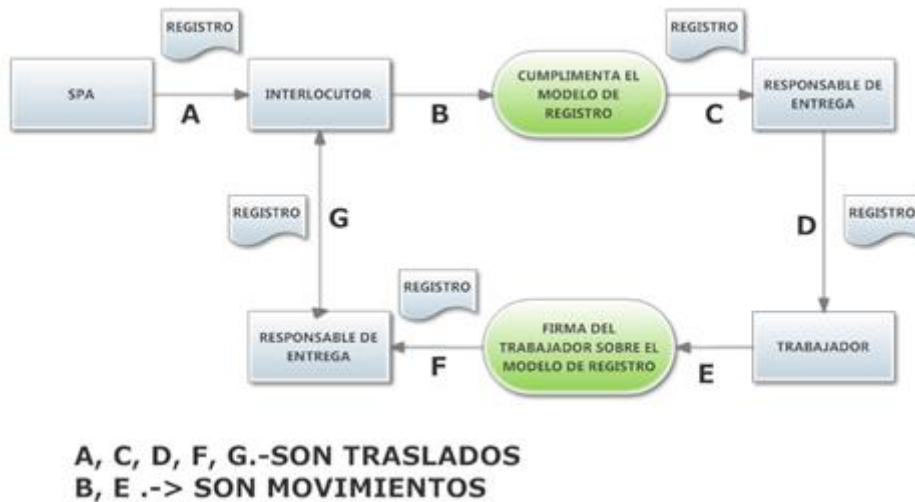 REGISTRO
REGISTRO
SPA
A
INTERLOCUTOR
B
CUMPLIMENTA EL
MODELO DE
REGISTRO
C
RESPONSABLE DE
ENTREGA
REGISTRO
G
D
REGISTRO
REGISTRO
RESPONSABLE DE
ENTREGA
F
FIRMA DEL
TRABAJADOR SOBRE EL
MODELO DE REGISTRO
E
TRABAJADOR
A, C, D, F, G.-SON TRASLADOS
B, E .-> SON MOVIMIENTOS